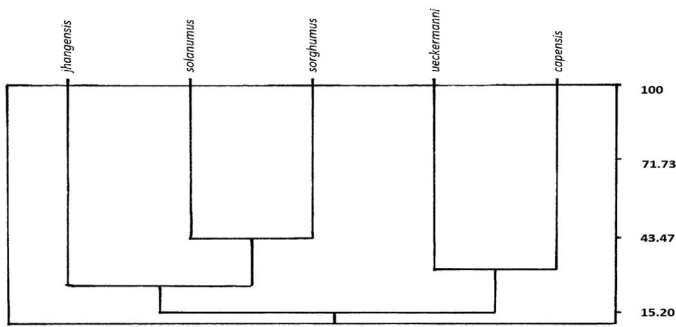 jhangensis
solanumus
sorghumus
ueckermanni
capensis
100
71.73
43.47
15.20